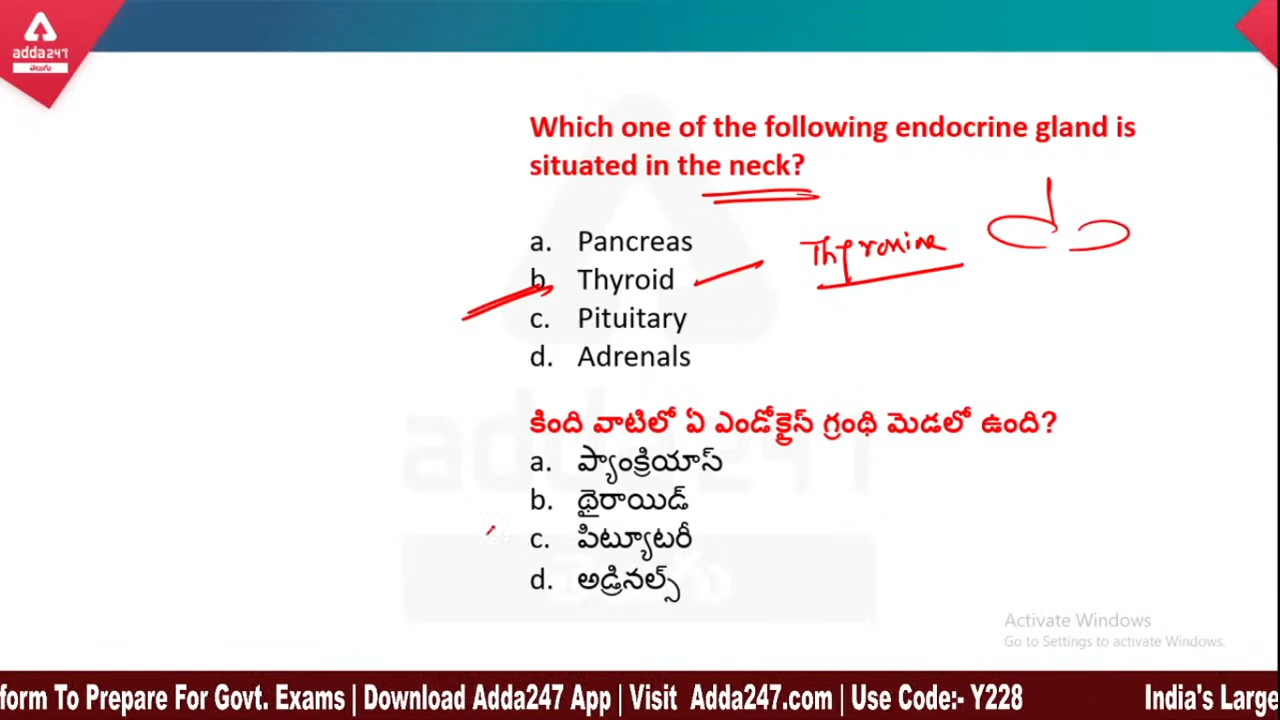 adda247
తెలుగు
Which one of the following endocrine gland is
situated in the neck?
a. Pancreas
b. Thyroid
Thyroxine
c. Pituitary
d. Adrenals
కింది వాటిలో ఏ ఎండోక్రైన్ గ్రంథి మెడలో ఉంది?
a. ప్యాంక్రియాస్
b. థైరాయిడ్
c. పిట్యూటరీ
d. అడ్రినల్స్
Activate Windows
Go to Settings to activate Windows.
form To Prepare For Govt. Exams | Download Adda247 App | Visit Adda247.com | Use Code:- Y228
India's Large